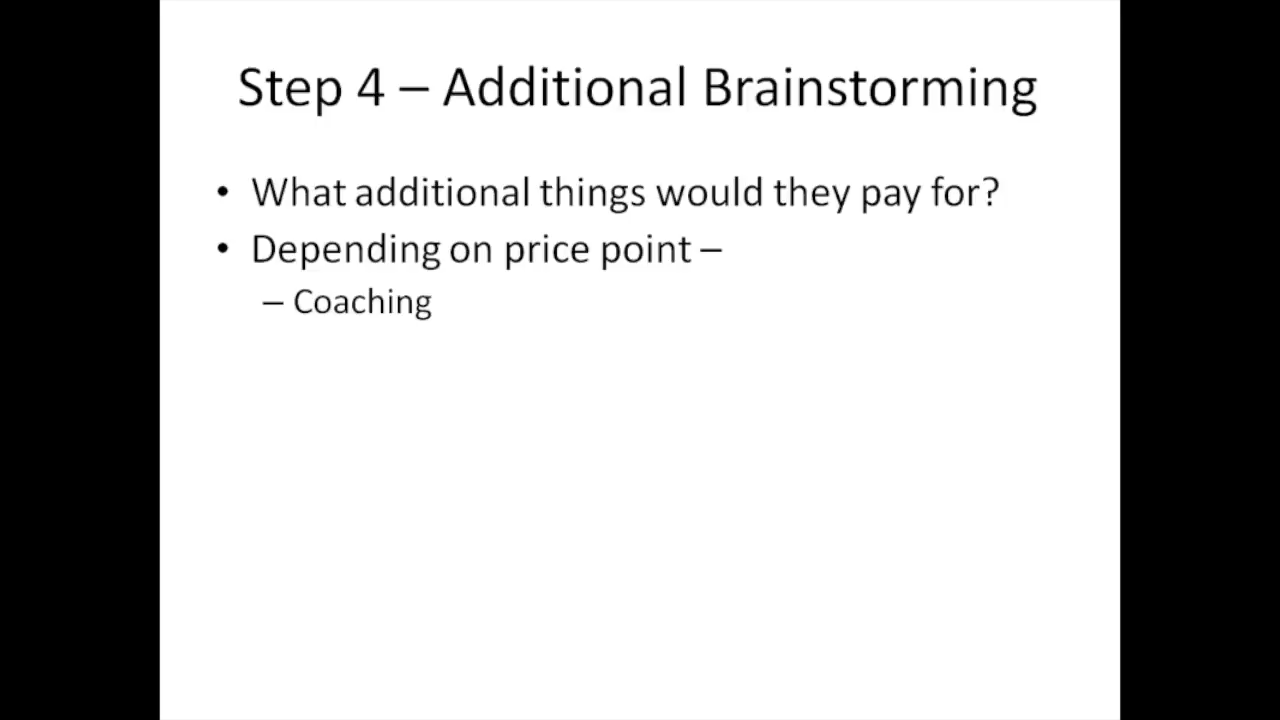 Step 4 – Additional Brainstorming
• What additional things would they pay for?
• Depending on price point –
– Coaching